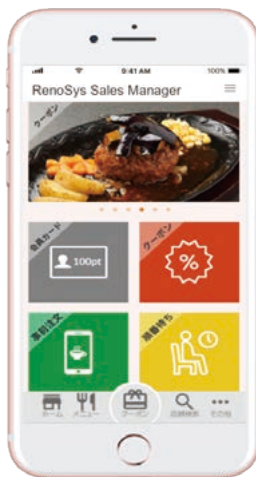 9:41 AM
100%
RenoSys Sales Manager
クーポン
会員カード
100pt
クーポン
%
事前注文
順番待ち
ホーム
メニュー
クーポン
店舗検索
その他